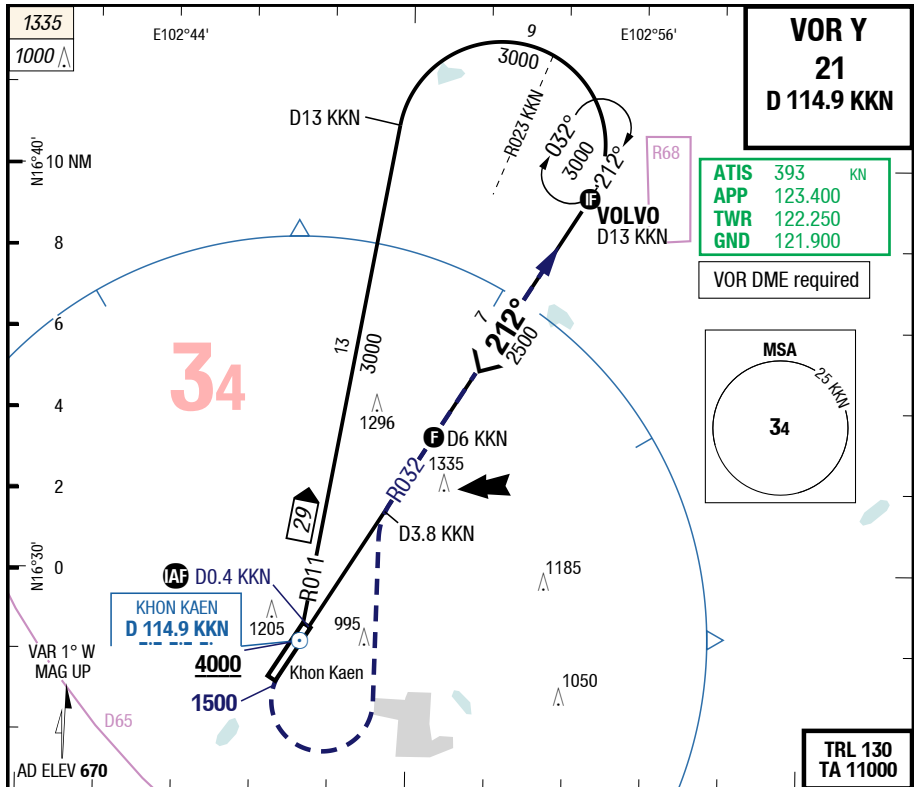 1335
1000
E102°44'
E102°56'
VOR Y
21
D 114.9 KKN
9
3000
D13 KKN
R023 KKN
032°
3000
212°
N16°40'
10 NM
R68
ATIS 393 KN
APP 123.400
TWR 122.250
GND 121.900
IF
VOLVO
D13 KKN
8
VOR DME required
6
7
212°
2500
13
3000
34
MSA
25 KKN
34
4
1296
F D6 KKN
1335
R032
2
29
D3.8 KKN
N16°30'
0
R011
1185
IAF D0.4 KKN
KHON KAEN
D 114.9 KKN
1205
995
VAR 1° W
MAG UP
4000
Khon Kaen
1500
1050
D65
AD ELEV 670
TRL 130
TA 11000